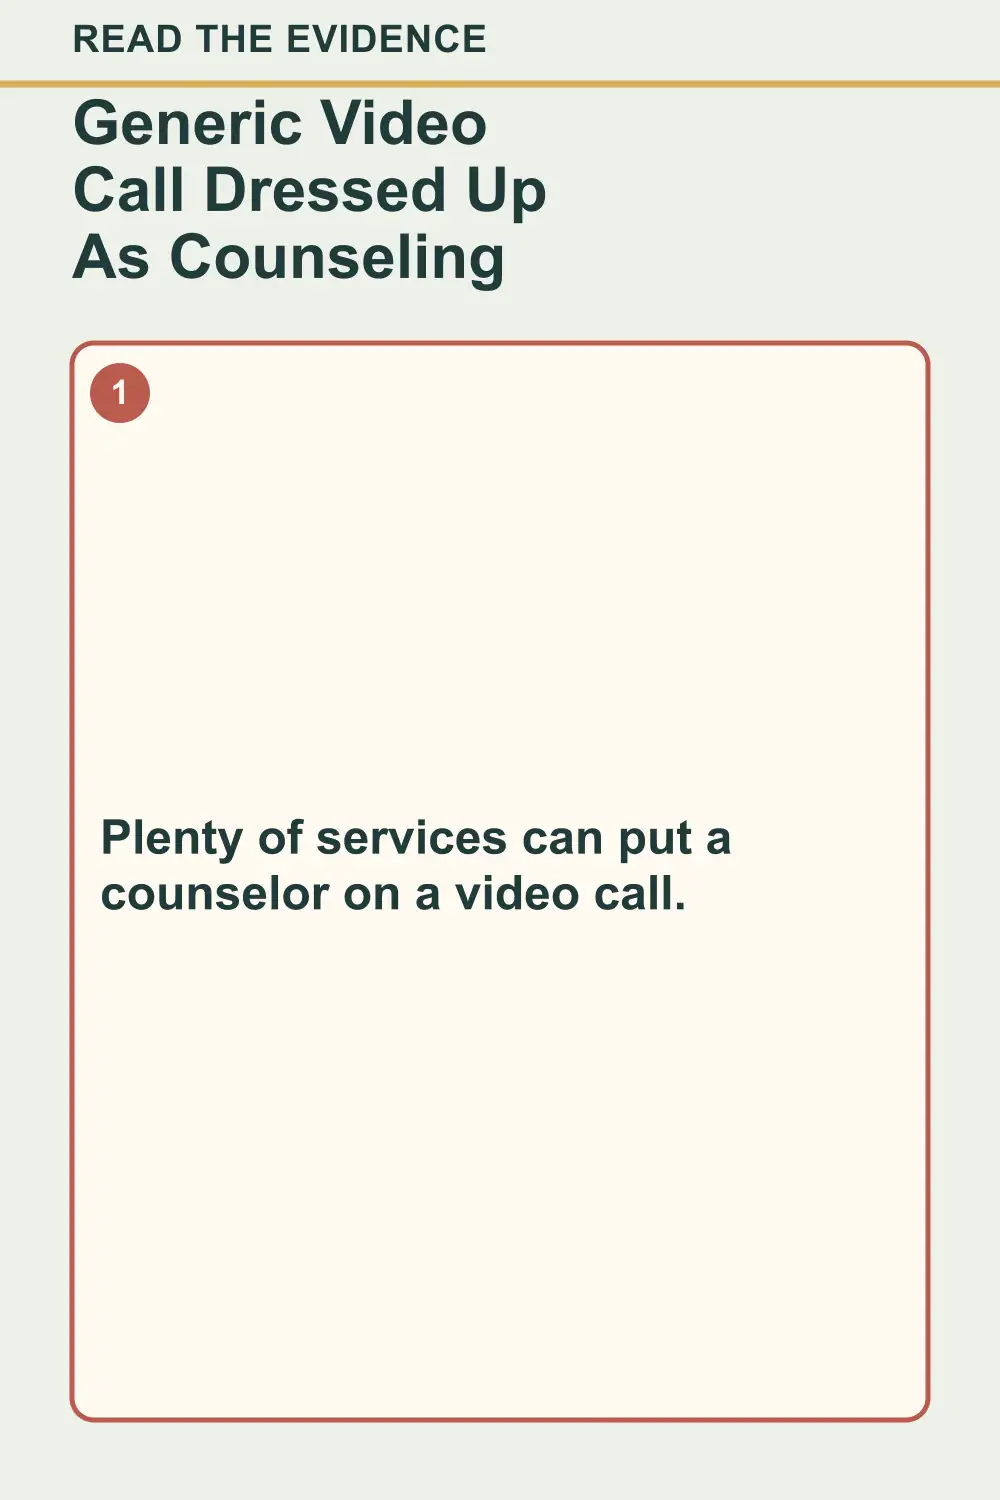 READ THE EVIDENCE
Generic Video
Call Dressed Up
As Counseling
1
Plenty of services can put a
counselor on a video call.